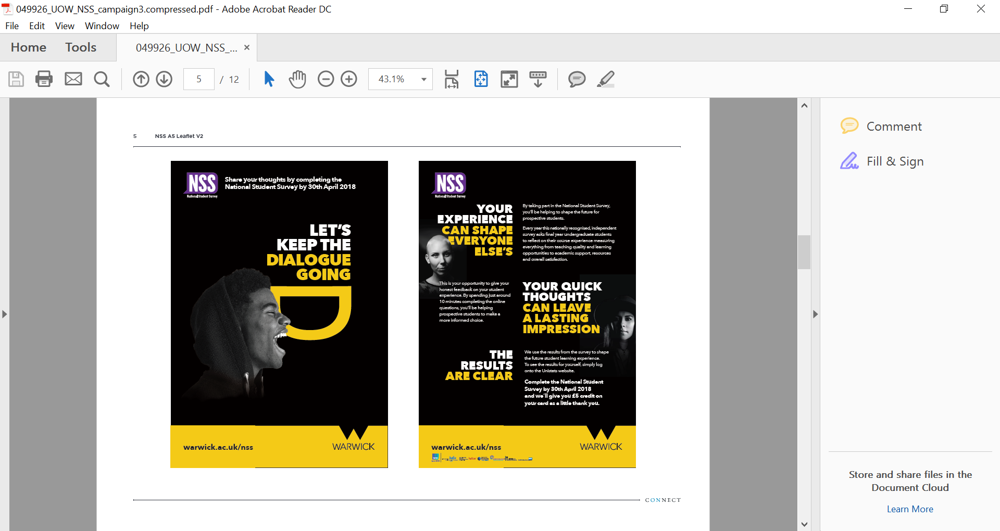 049926_UOW_NSS_campaign3.compressed.pdf - Adobe Acrobat Reader DC
File Edit View Window Help
Home Tools 049926_UOW_NSS_... ×
5 / 12 43.1%
5 NSS A5 Leaflet V2
NSS
National Student Survey
Share your thoughts by completing the
National Student Survey by 30th April 2018
LET'S
KEEP THE
DIALOGUE
GOING
D
warwick.ac.uk/nss
WARWICK
NSS
National Student Survey
YOUR
EXPERIENCE
CAN SHAPE
EVERYONE
ELSE'S
By taking part in the National Student Survey,
you'll be helping to shape the future for
prospective students.
Every year this nationally recognised, independent
survey asks final year undergraduate students
to reflect on their course experience measuring
everything from teaching quality and learning
opportunities to academic support, resources
and overall satisfaction.
This is your opportunity to give your
honest feedback on your student
experience. By spending just around
10 minutes completing the online
questions, you'll be helping
prospective students to make a
more informed choice.
YOUR QUICK
THOUGHTS
CAN LEAVE
A LASTING
IMPRESSION
THE
RESULTS
ARE CLEAR
We use the results from the survey to shape
the future student learning experience.
To see the results for yourself, simply log
onto the Unistats website.
Complete the National Student
Survey by 30th April 2018
and we'll give you £5 credit on
your card as a little thank you.
warwick.ac.uk/nss
hefce hefcw
WARWICK
CONNECT
Comment
Fill & Sign
Store and share files in the
Document Cloud
Learn More